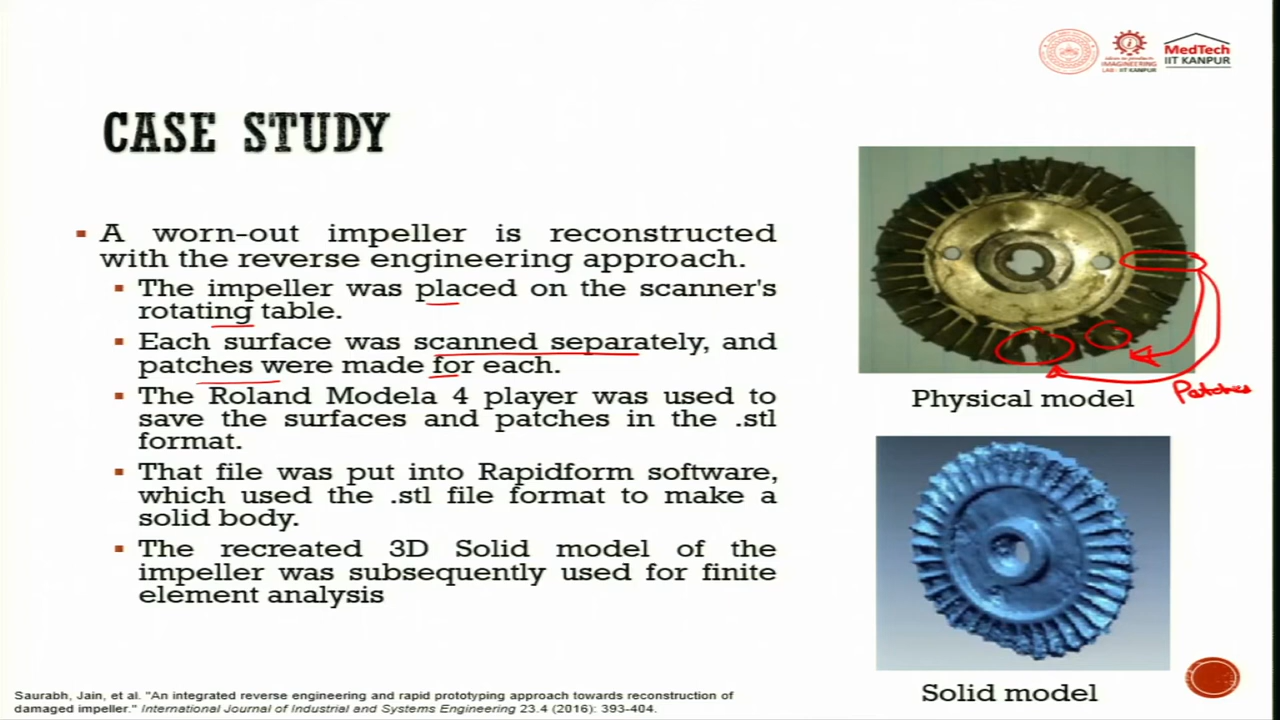 MedTech
IIT KANPUR
IMAGINEERING
LAB IIT KANPUR
CASE STUDY
▪ A worn-out impeller is reconstructed
with the reverse engineering approach.
▪ The impeller was placed on the scanner's
rotating table.
▪ Each surface was scanned separately, and
patches were made for each.
▪ The Roland Modela 4 player was used to
save the surfaces and patches in the .stl
format.
▪ That file was put into Rapidform software,
which used the .stl file format to make a
solid body.
▪ The recreated 3D Solid model of the
impeller was subsequently used for finite
element analysis
Patches
Physical model
Solid model
Saurabh, Jain, et al. "An integrated reverse engineering and rapid prototyping approach towards reconstruction of
damaged impeller." International Journal of Industrial and Systems Engineering 23.4 (2016): 393-404.